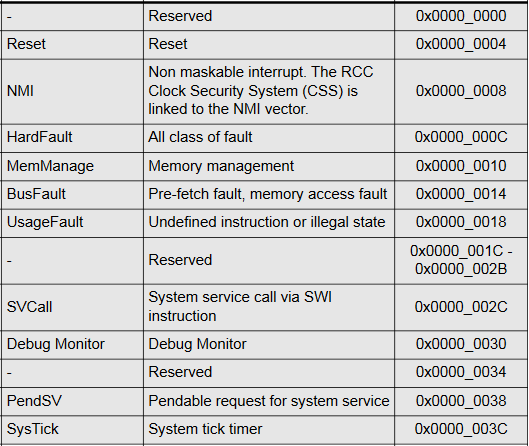 - Reserved 0x0000_0000
Reset Reset 0x0000_0004
Non maskable interrupt. The RCC
NMI Clock Security System (CSS) is 0x0000_0008
linked to the NMI vector.
HardFault All class of fault 0x0000_000C
MemManage Memory management 0x0000_0010
BusFault Pre-fetch fault, memory access fault 0x0000_0014
UsageFault Undefined instruction or illegal state 0x0000_0018
- Reserved 0x0000_001C -
0x0000_002B
SVCall System service call via SWI 0x0000_002C
instruction
Debug Monitor Debug Monitor 0x0000_0030
- Reserved 0x0000_0034
PendSV Pendable request for system service 0x0000_0038
SysTick System tick timer 0x0000_003C